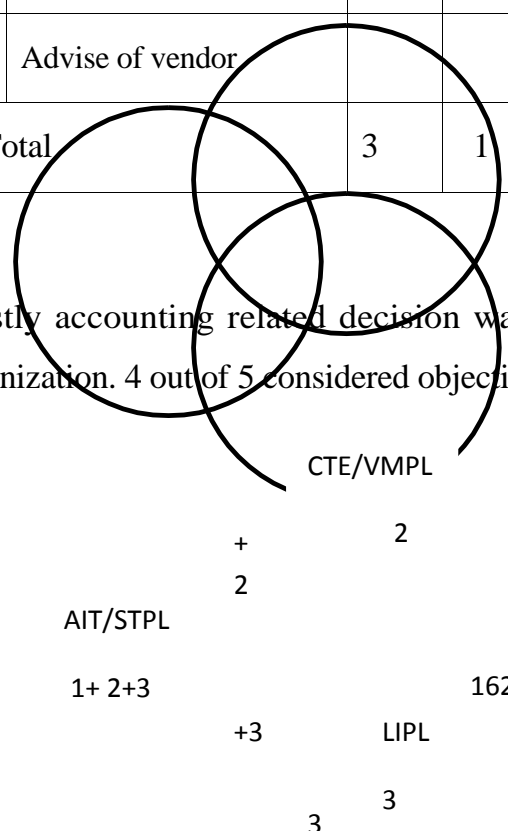 Advise of vendor
Total 3 1
stly accounting related decision wa
nization. 4 out of 5 considered objecti
CTE/VMPL
2
+
2
AIT/STPL
1+ 2+3
162
+3
LIPL
3
3